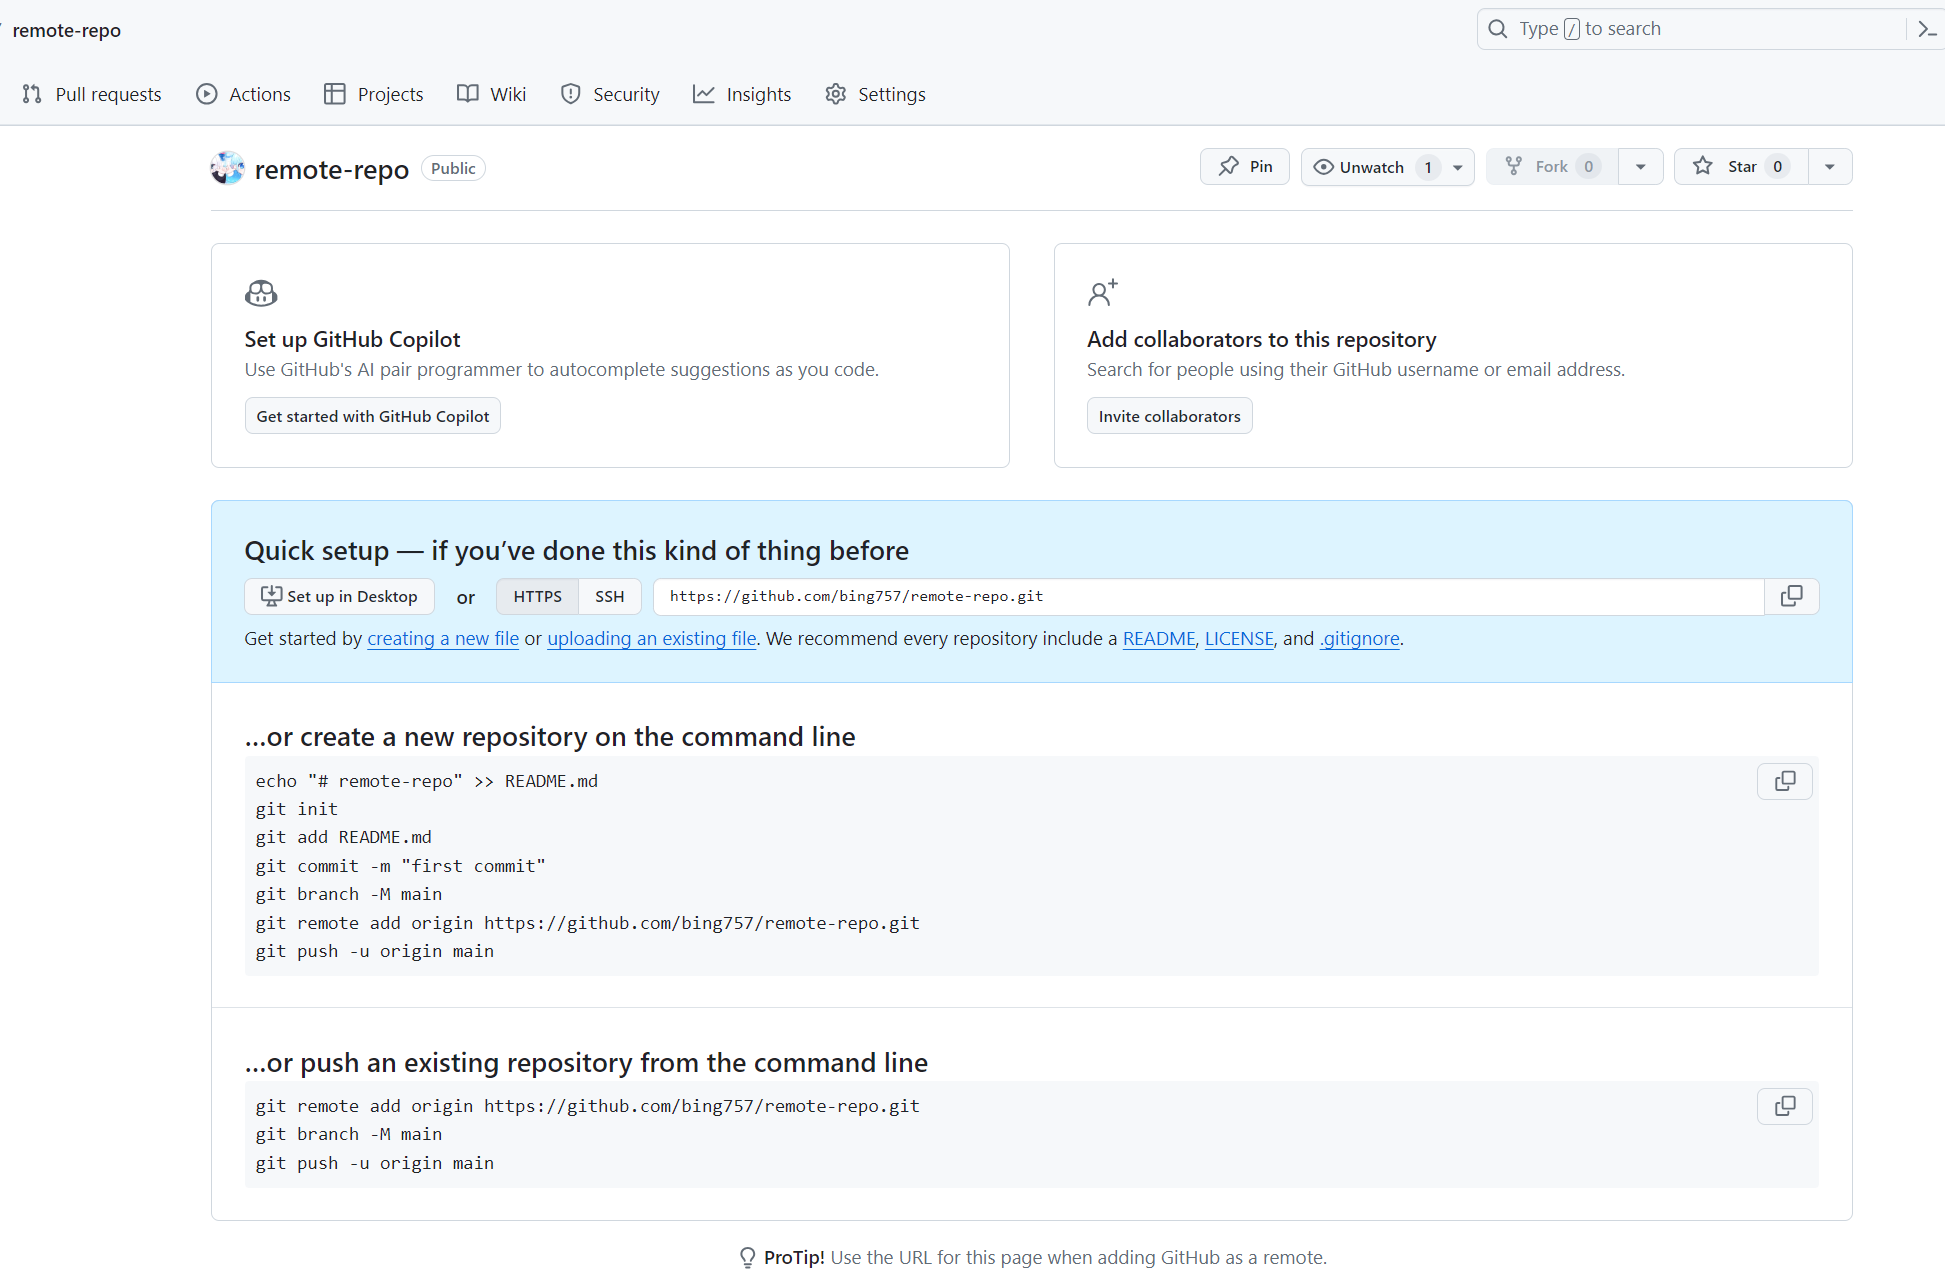 remote-repo
Type / to search
Pull requests Actions Projects Wiki Security Insights Settings
remote-repo Public
Pin Unwatch 1 Fork 0 Star 0
Set up GitHub Copilot
Use GitHub's AI pair programmer to autocomplete suggestions as you code.
Get started with GitHub Copilot
Add collaborators to this repository
Search for people using their GitHub username or email address.
Invite collaborators
Quick setup — if you’ve done this kind of thing before
Set up in Desktop or HTTPS SSH https://github.com/bing757/remote-repo.git
Get started by creating a new file or uploading an existing file. We recommend every repository include a README, LICENSE, and .gitignore.
…or create a new repository on the command line
echo "# remote-repo" >> README.md
git init
git add README.md
git commit -m "first commit"
git branch -M main
git remote add origin https://github.com/bing757/remote-repo.git
git push -u origin main
…or push an existing repository from the command line
git remote add origin https://github.com/bing757/remote-repo.git
git branch -M main
git push -u origin main
ProTip! Use the URL for this page when adding GitHub as a remote.